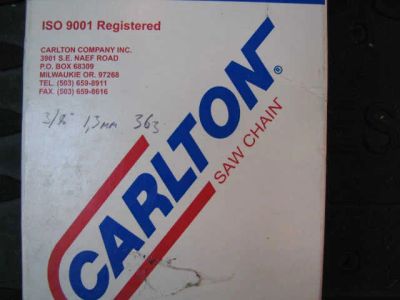 ISO 9001 Registered
CARLTON COMPANY INC.
3901 S.E. NAEF ROAD
P.O. BOX 68309
MILWAUKIE OR. 97268
TEL. (503) 659-8911
FAX. (503) 659-8616
3/8" 1,3mm 363
CARLTON
SAW CHAIN
CARLTON